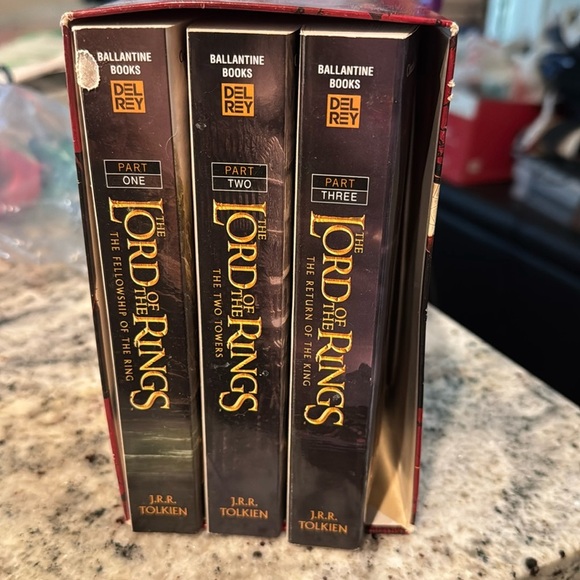 BALLANTINE
BOOKS
DEL
REY
PART
ONE
THE
LORD
OF
THE
RINGS
THE FELLOWSHIP OF THE RING
J.R.R.
TOLKIEN
BALLANTINE
BOOKS
DEL
REY
PART
TWO
THE
LORD
OF
THE
RINGS
THE TWO TOWERS
J.R.R.
TOLKIEN
BALLANTINE
BOOKS
DEL
REY
PART
THREE
THE
LORD
OF
THE
RINGS
THE RETURN OF THE KING
J.R.R.
TOLKIEN